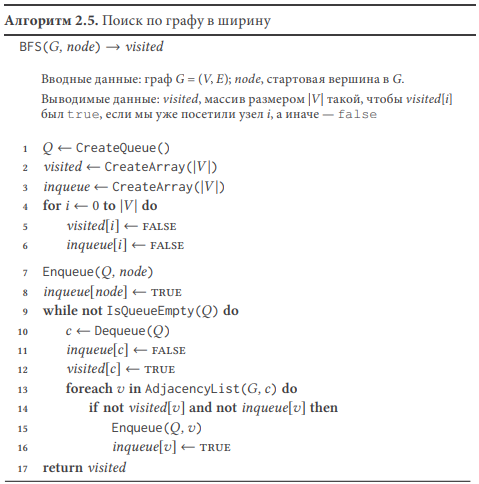 Алгоритм 2.5. Поиск по графу в ширину
BFS(G, node) → visited
Вводные данные: граф G = (V, E); node, стартовая вершина в G.
Выводимые данные: visited, массив размером |V| такой, чтобы visited[i]
был true, если мы уже посетили узел i, а иначе — false
1 Q ← CreateQueue()
2 visited ← CreateArray(|V|)
3 inqueue ← CreateArray(|V|)
4 for i ← 0 to |V| do
5 visited[i] ← FALSE
6 inqueue[i] ← FALSE
7 Enqueue(Q, node)
8 inqueue[node] ← TRUE
9 while not IsQueueEmpty(Q) do
10 c ← Dequeue(Q)
11 inqueue[c] ← FALSE
12 visited[c] ← TRUE
13 foreach v in AdjacencyList(G, c) do
14 if not visited[v] and not inqueue[v] then
15 Enqueue(Q, v)
16 inqueue[v] ← TRUE
17 return visited